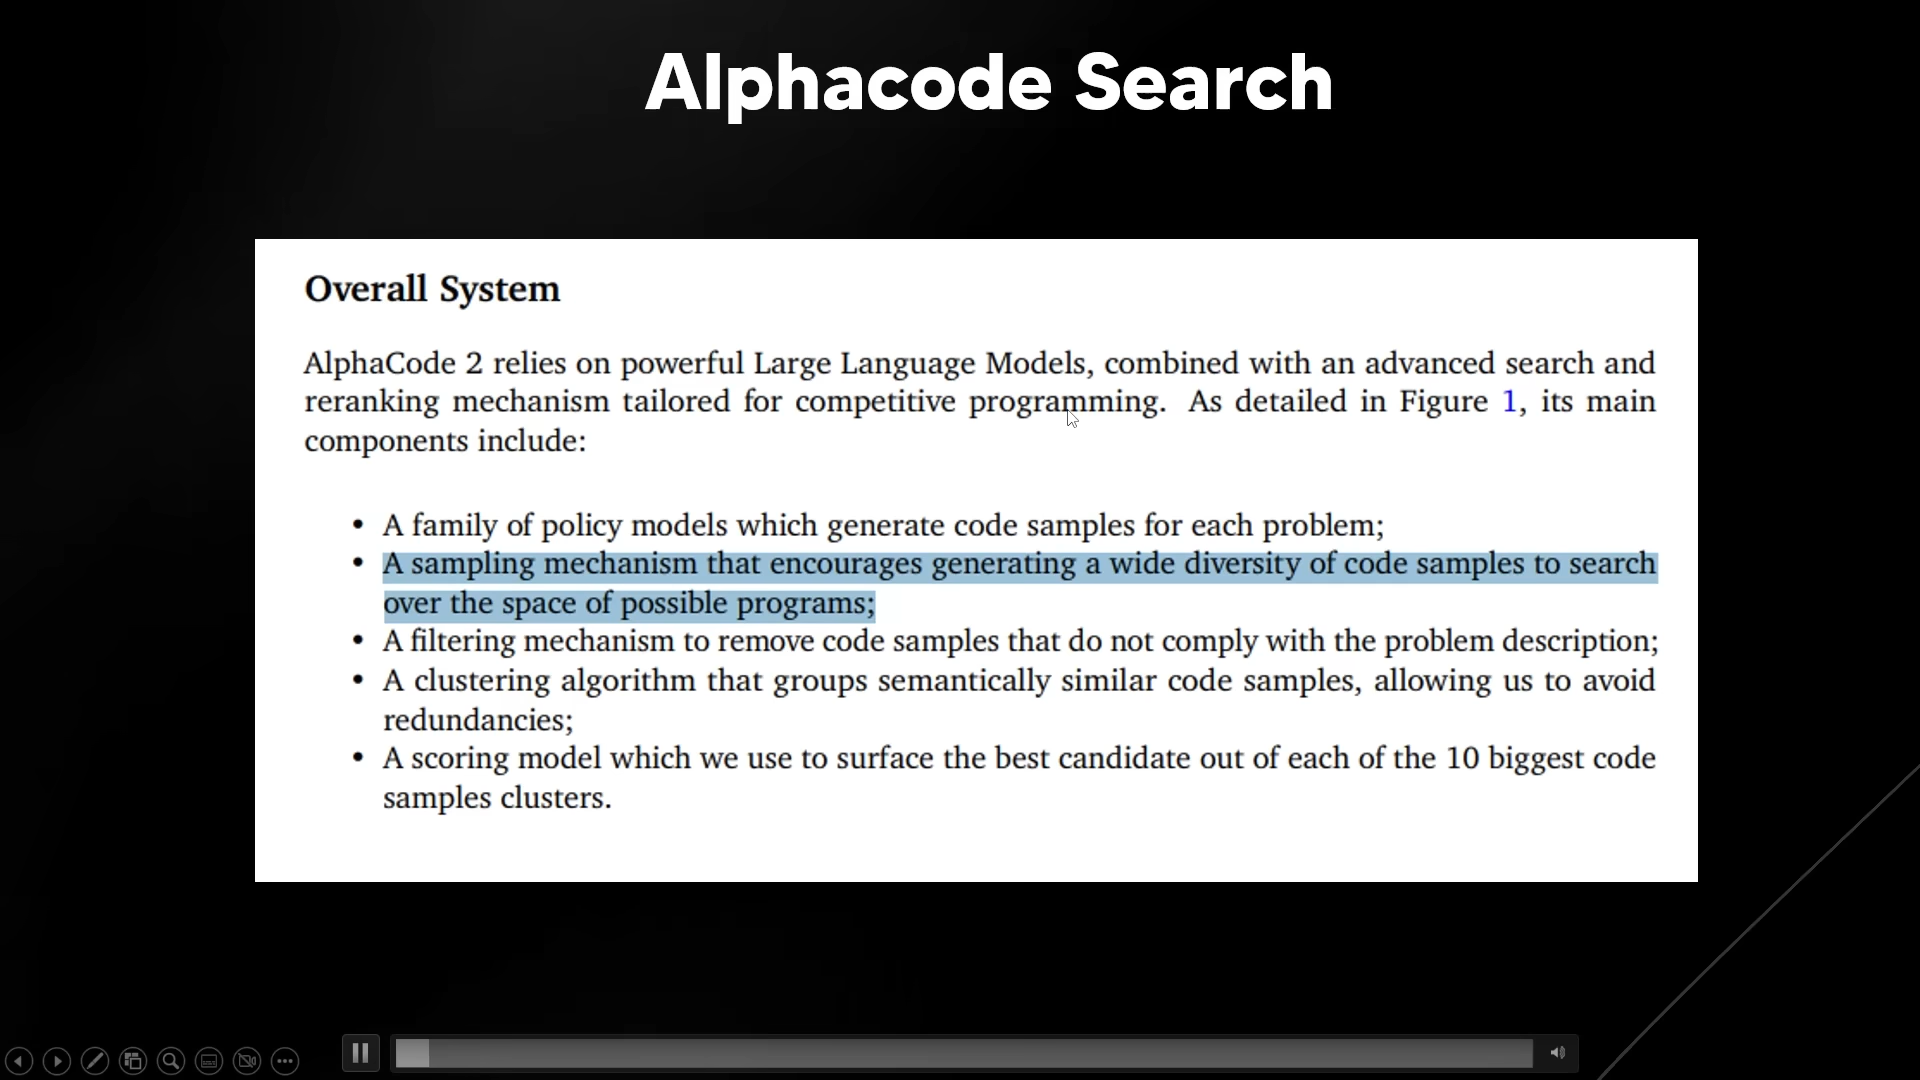 Alphacode Search
Overall System
AlphaCode 2 relies on powerful Large Language Models, combined with an advanced search and
reranking mechanism tailored for competitive programming. As detailed in Figure 1, its main
components include:
• A family of policy models which generate code samples for each problem;
• A sampling mechanism that encourages generating a wide diversity of code samples to search
over the space of possible programs;
• A filtering mechanism to remove code samples that do not comply with the problem description;
• A clustering algorithm that groups semantically similar code samples, allowing us to avoid
redundancies;
• A scoring model which we use to surface the best candidate out of each of the 10 biggest code
samples clusters.